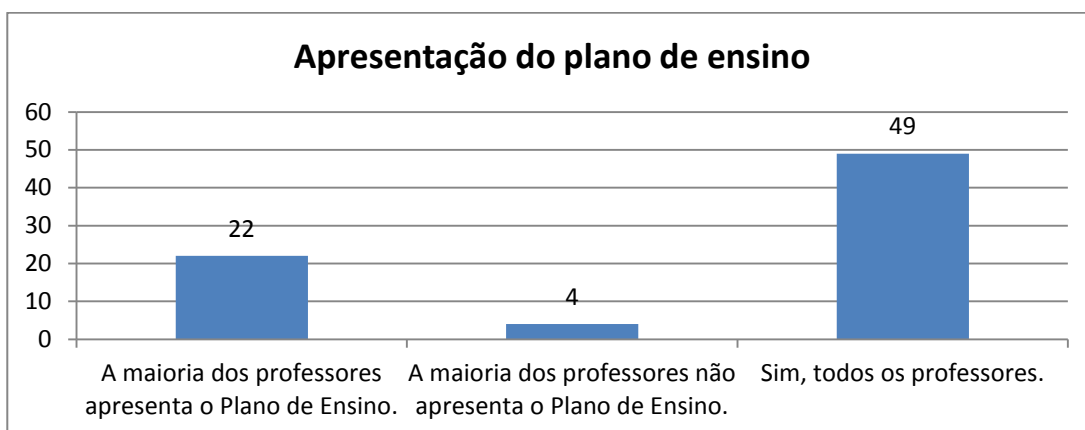 Apresentação do plano de ensino
60
50
40
30
20
10
0
22
4
49
A maioria dos professores
apresenta o Plano de Ensino.
A maioria dos professores não
apresenta o Plano de Ensino.
Sim, todos os professores.